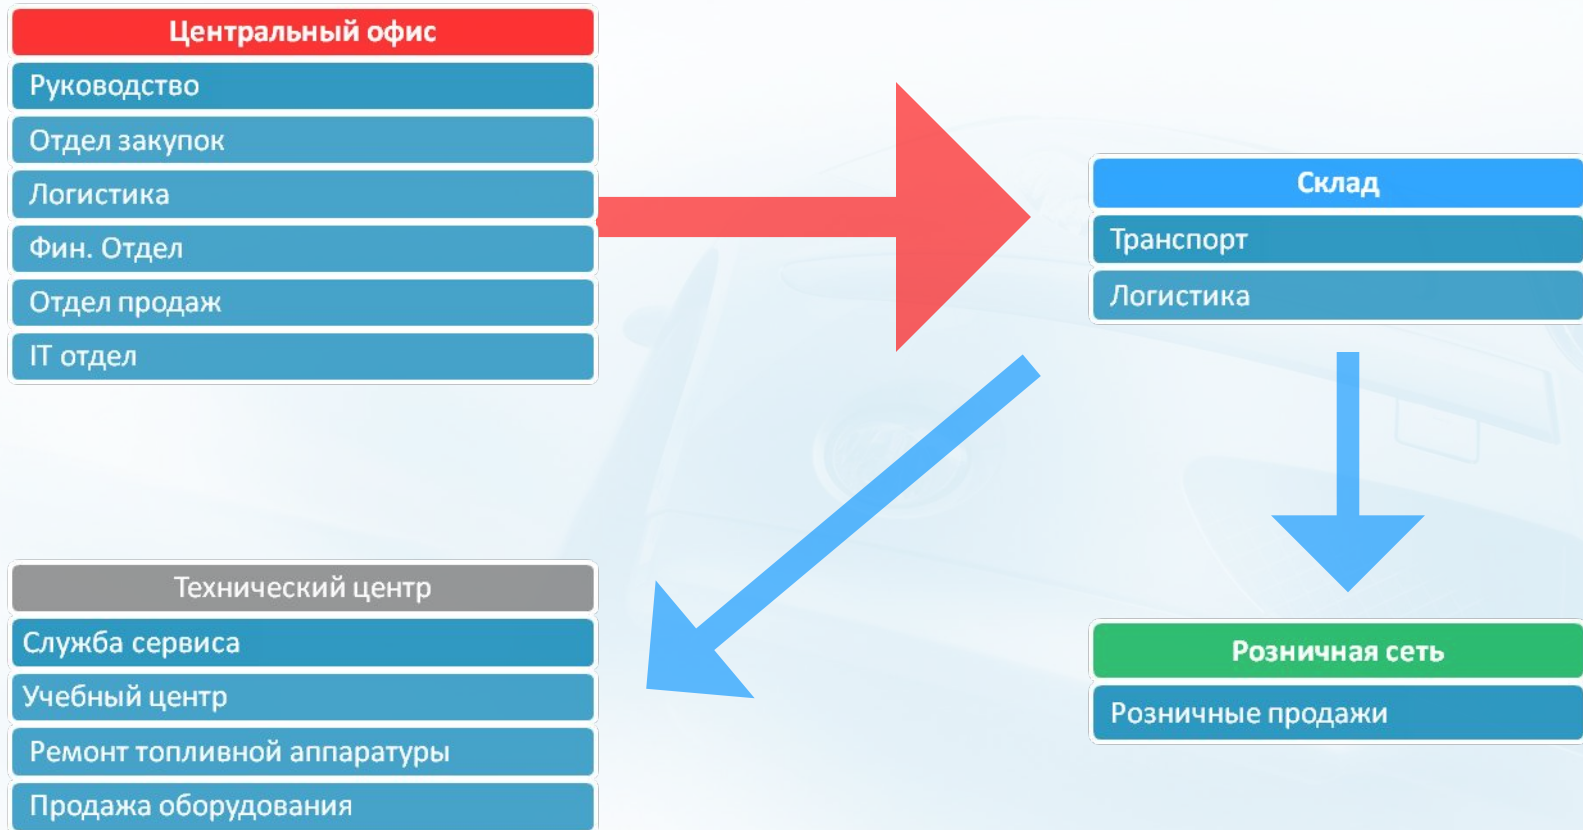 Центральный офис
Руководство
Отдел закупок
Логистика
Фин. Отдел
Отдел продаж
IT отдел
Склад
Транспорт
Логистика
Технический центр
Служба сервиса
Учебный центр
Ремонт топливной аппаратуры
Продажа оборудования
Розничная сеть
Розничные продажи